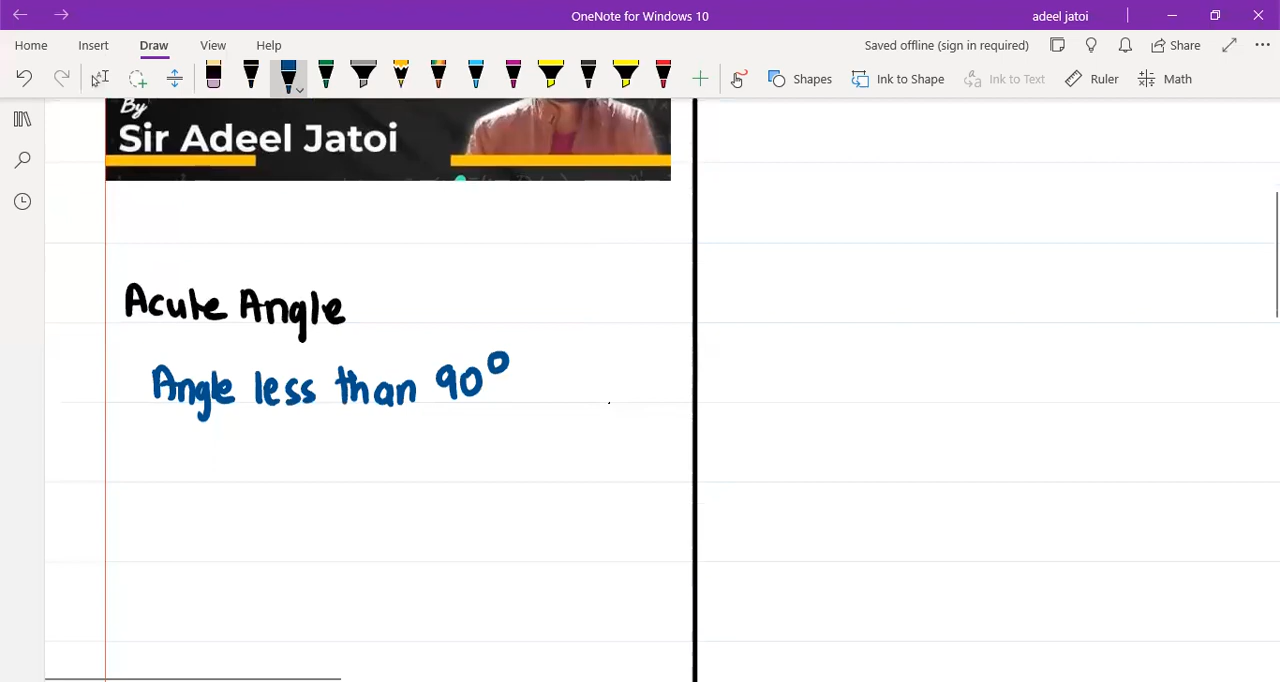 OneNote for Windows 10
adeel jatoi
Home Insert Draw View Help
Saved offline (sign in required)
Share
Shapes
Ink to Shape
Ink to Text
Ruler
Math
By
Sir Adeel Jatoi
Acute Angle
Angle less than 90°